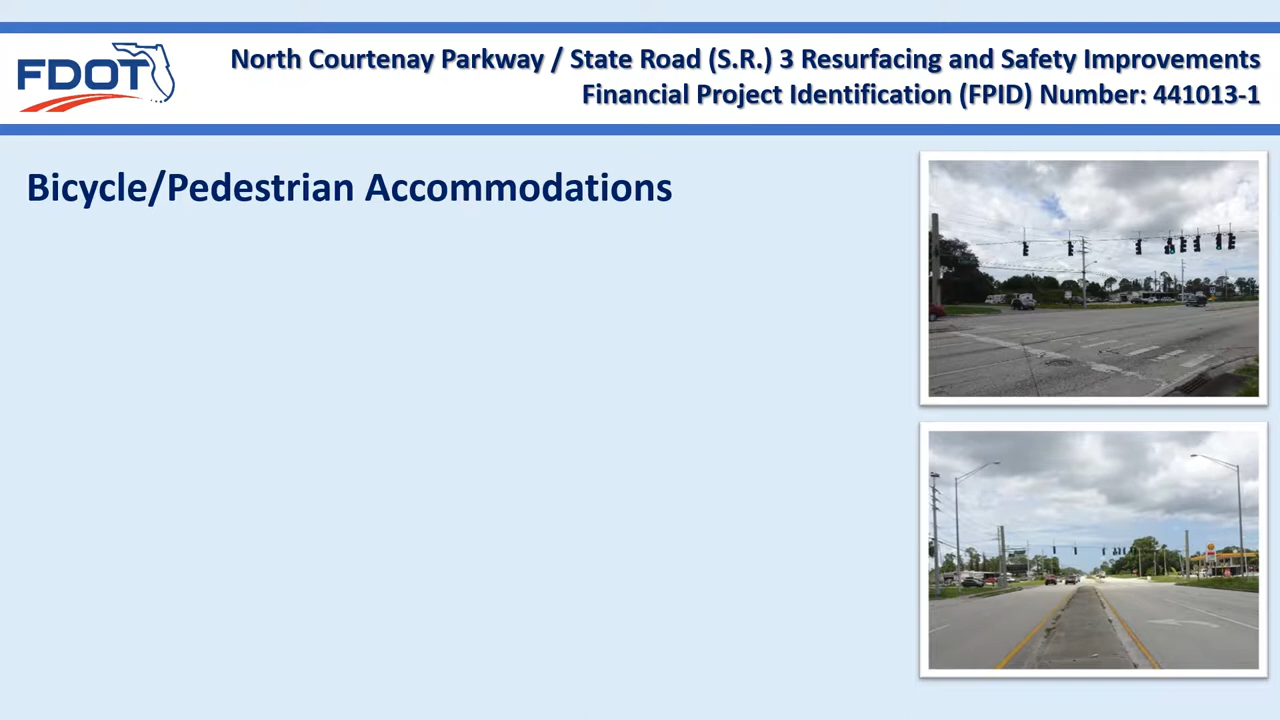 FDOT
North Courtenay Parkway / State Road (S.R.) 3 Resurfacing and Safety Improvements
Financial Project Identification (FPID) Number: 441013-1
Bicycle/Pedestrian Accommodations